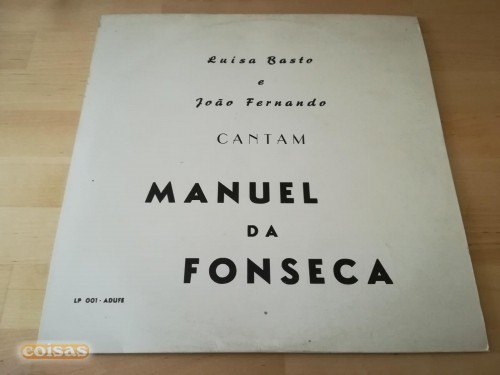 Luisa Basto
e
João Fernando
CANTAM
MANUEL
DA
FONSECA
LP 001 - ADUFE
coisas